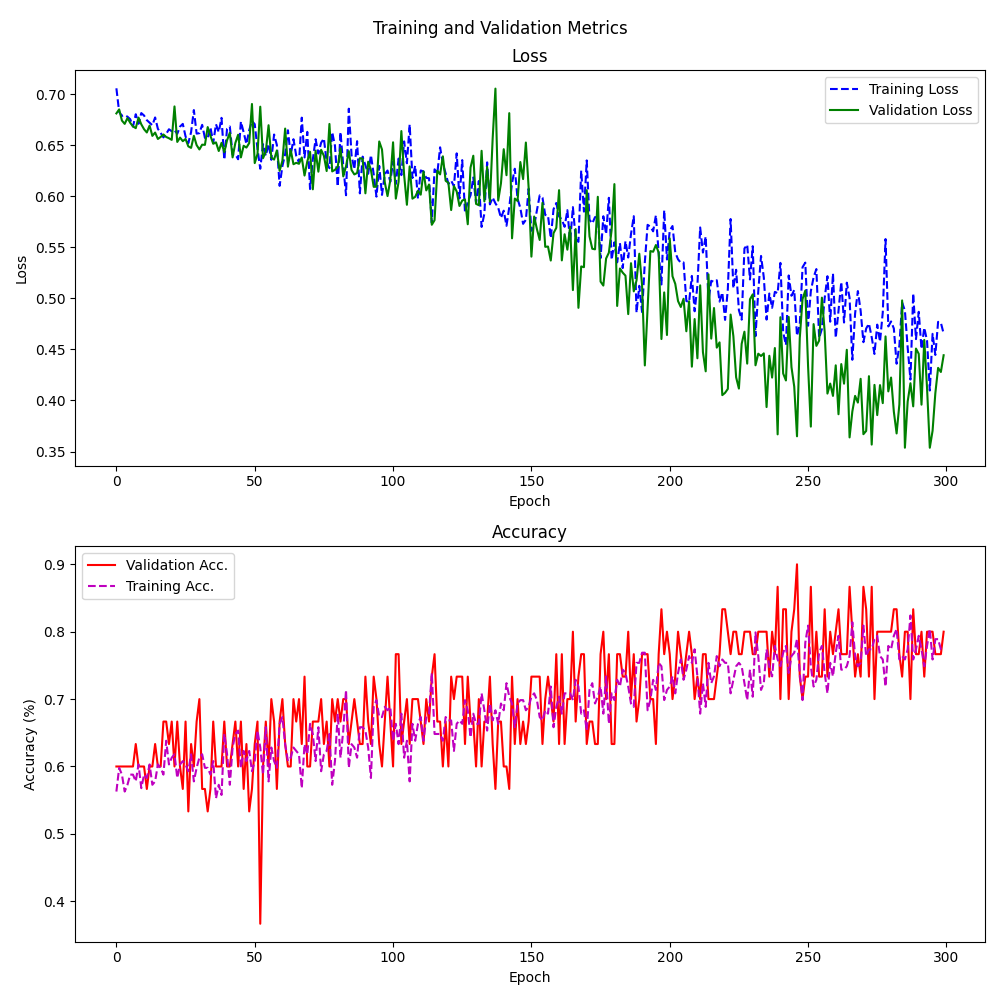 Training and Validation Metrics
Loss
Training Loss
Validation Loss
0.70
0.65
0.60
0.55
0.50
0.45
0.40
0.35
Loss
0 50 100 150 200 250 300
Epoch
Accuracy
Validation Acc.
Training Acc.
0.9
0.8
0.7
0.6
0.5
0.4
Accuracy (%)
0 50 100 150 200 250 300
Epoch